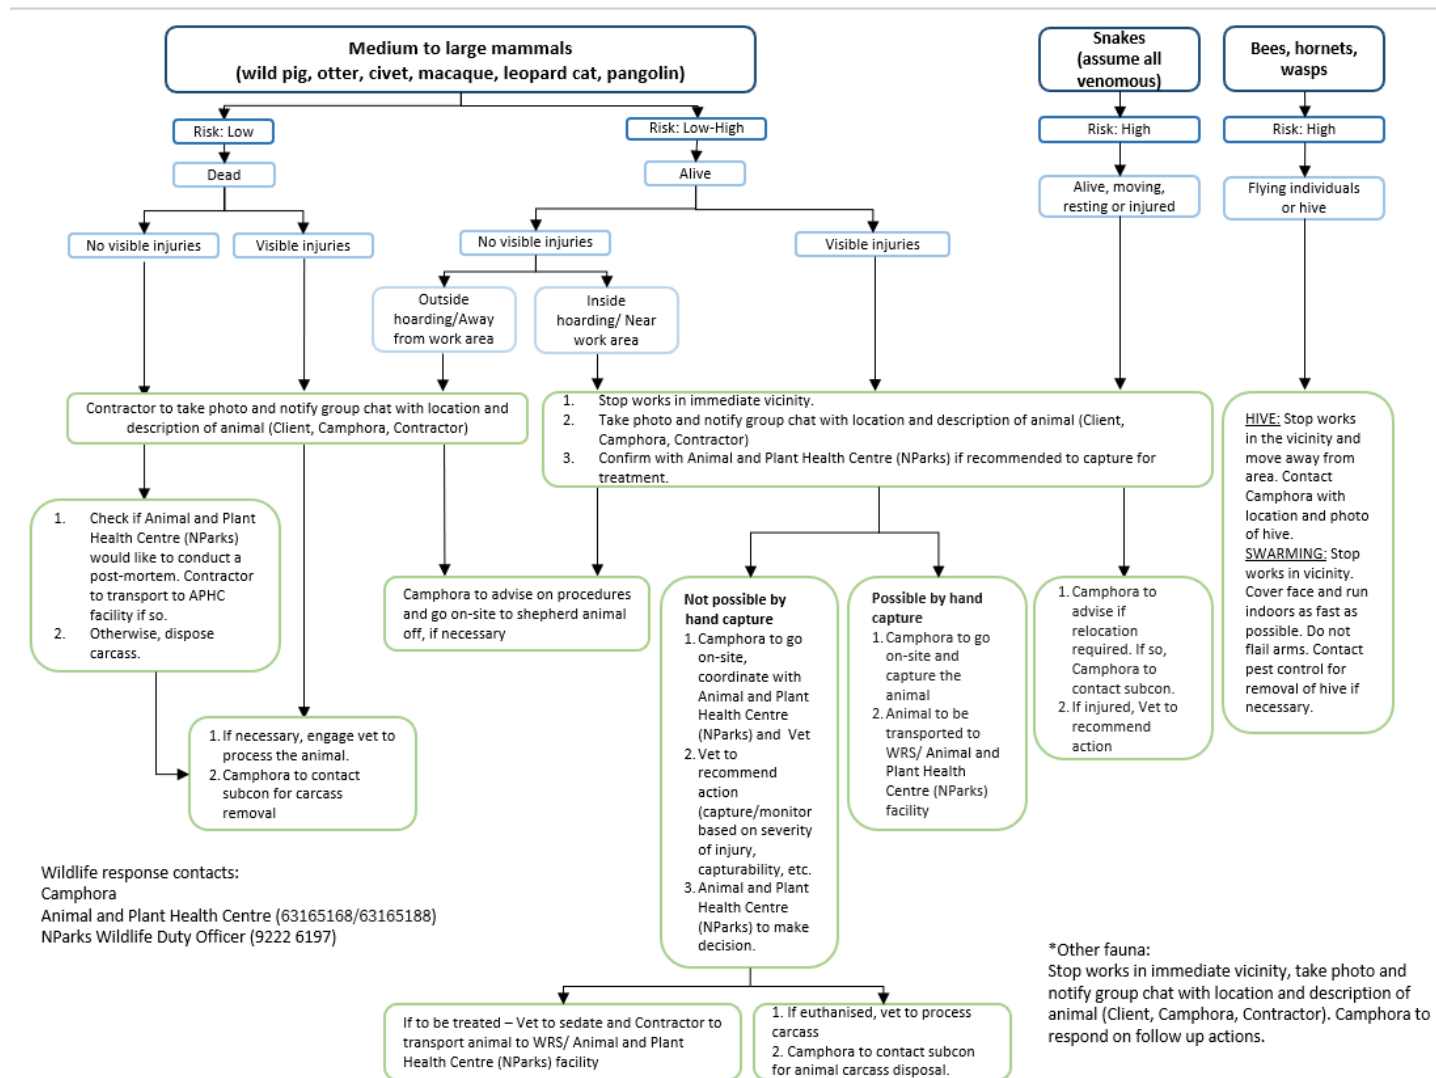 Medium to large mammals
(wild pig, otter, civet, macaque, leopard cat, pangolin)
Snakes
(assume all
venomous)
Bees, hornets,
wasps
Risk: Low
Risk: Low-High
Risk: High
Risk: High
Dead
Alive
Alive, moving,
resting or injured
Flying individuals
or hive
No visible injuries
Visible injuries
No visible injuries
Visible injuries
Outside
hoarding/Away
from work area
Inside
hoarding/ Near
work area
Contractor to take photo and notify group chat with location and
description of animal (Client, Camphora, Contractor)
1. Stop works in immediate vicinity.
2. Take photo and notify group chat with location and description of animal (Client,
Camphora, Contractor)
3. Confirm with Animal and Plant Health Centre (NParks) if recommended to capture for
treatment.
HIVE: Stop works
in the vicinity and
move away from
area. Contact
Camphora with
location and photo
of hive.
SWARMING: Stop
works in vicinity.
Cover face and run
indoors as fast as
possible. Do not
flail arms. Contact
pest control for
removal of hive if
necessary.
1. Check if Animal and Plant
Health Centre (NParks)
would like to conduct a
post-mortem. Contractor
to transport to APHC
facility if so.
2. Otherwise, dispose
carcass.
Camphora to advise on procedures
and go on-site to shepherd animal
off, if necessary
Not possible by
hand capture
1. Camphora to go
on-site,
coordinate with
Animal and Plant
Health Centre
(NParks) and Vet
2. Vet to
recommend
action
(capture/monitor
based on severity
of injury,
capturability, etc.
3. Animal and Plant
Health Centre
(NParks) to make
decision.
Possible by hand
capture
1. Camphora to go
on-site and
capture the
animal
2. Animal to be
transported to
WRS/ Animal and
Plant Health
Centre (NParks)
facility
1. Camphora to
advise if
relocation
required. If so,
Camphora to
contact subcon.
2. If injured, Vet to
recommend
action
1. If necessary, engage vet to
process the animal.
2. Camphora to contact
subcon for carcass
removal
Wildlife response contacts:
Camphora
Animal and Plant Health Centre (63165168/63165188)
NParks Wildlife Duty Officer (9222 6197)
*Other fauna:
Stop works in immediate vicinity, take photo and
notify group chat with location and description of
animal (Client, Camphora, Contractor). Camphora to
respond on follow up actions.
If to be treated – Vet to sedate and Contractor to
transport animal to WRS/ Animal and Plant
Health Centre (NParks) facility
1. If euthanised, vet to process
carcass
2. Camphora to contact subcon
for animal carcass disposal.